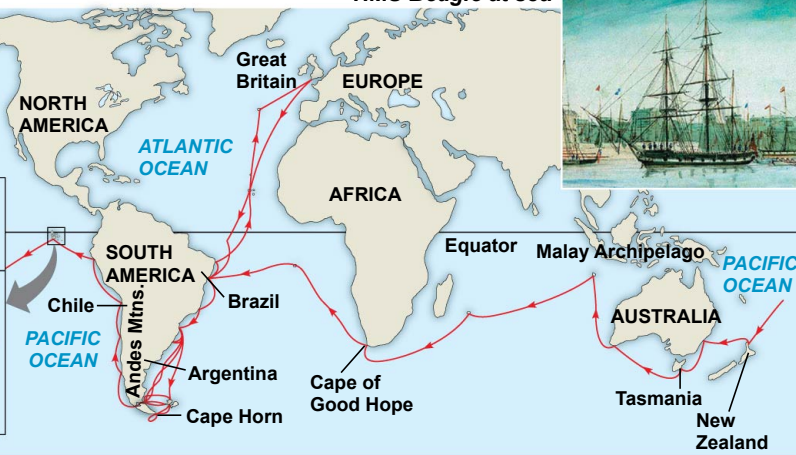 HMS Beagle at sea
Great
Britain
EUROPE
NORTH
AMERICA
ATLANTIC
OCEAN
AFRICA
Equator
Malay Archipelago
PACIFIC
OCEAN
SOUTH
AMERICA
Brazil
Chile
Andes Mtns.
PACIFIC
OCEAN
AUSTRALIA
Argentina
Cape of
Good Hope
Cape Horn
Tasmania
New
Zealand